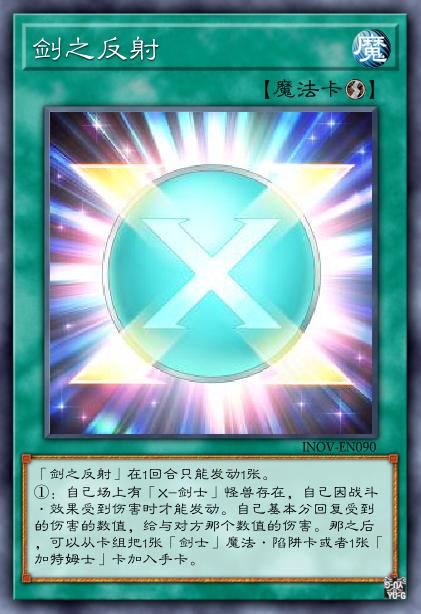 剑之反射
魔
【魔法卡】
X
INOV-EN090
「剑之反射」在1回合只能发动1张。
①：自己场上有「X-剑士」怪兽存在，自己因战斗
·效果受到伤害时才能发动。自己基本分回复受到
的伤害的数值，给与对方那个数值的伤害。那之后
，可以从卡组把1张「剑士」魔法·陷阱卡或者1张「
加特姆士」卡加入手卡。